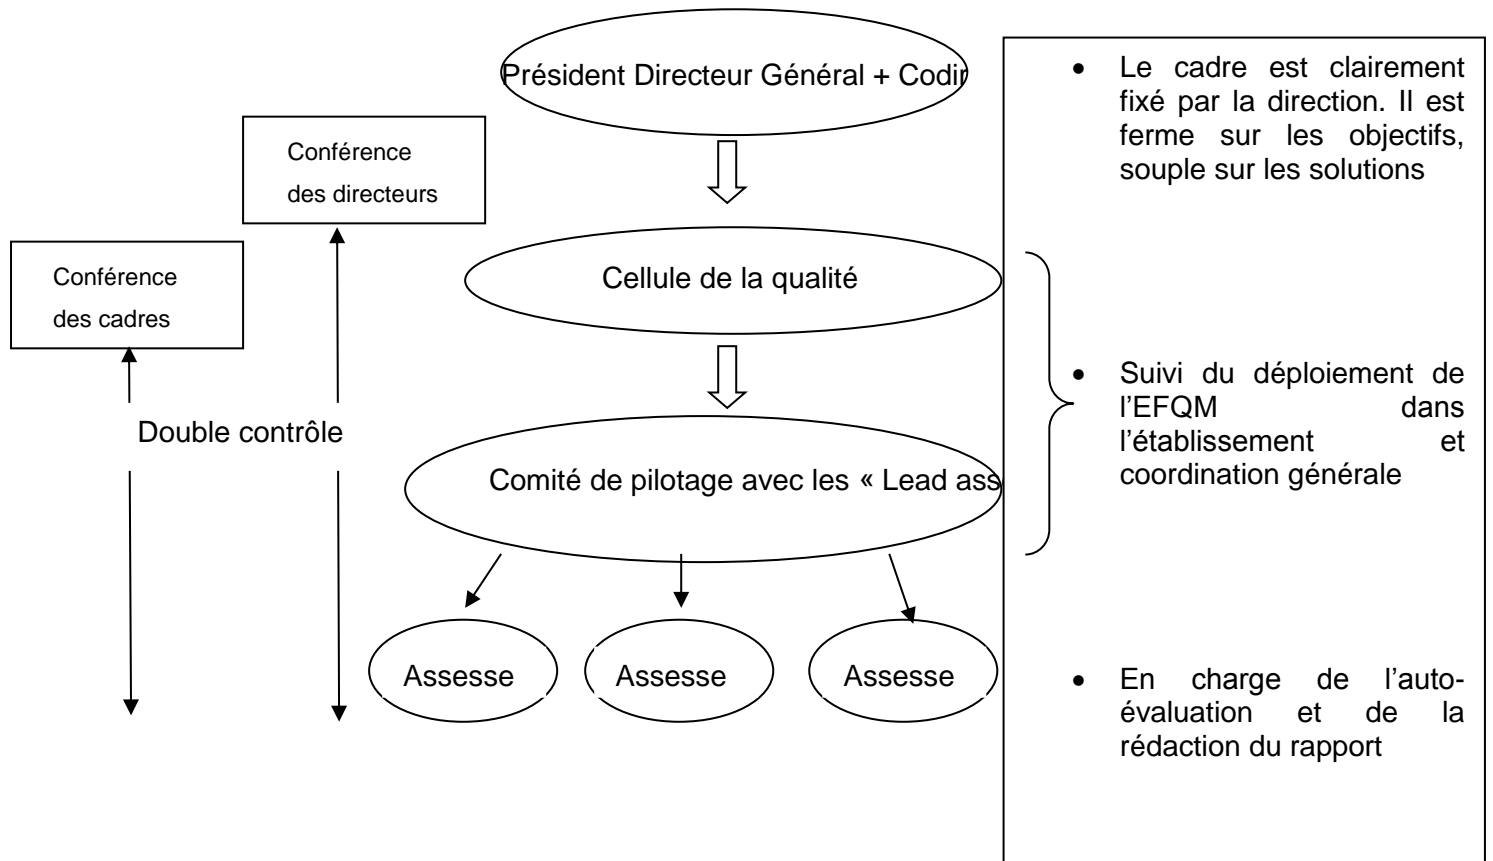 Président Directeur Général + Codir
Conférence
des directeurs
Conférence
des cadres
Cellule de la qualité
Double contrôle
Comité de pilotage avec les « Lead ass
Assesse
Assesse
Assesse
• Le cadre est clairement
fixé par la direction. Il est
ferme sur les objectifs,
souple sur les solutions
• Suivi du déploiement de
l’EFQM dans
l’établissement et
coordination générale
• En charge de l’auto-
évaluation et de la
rédaction du rapport